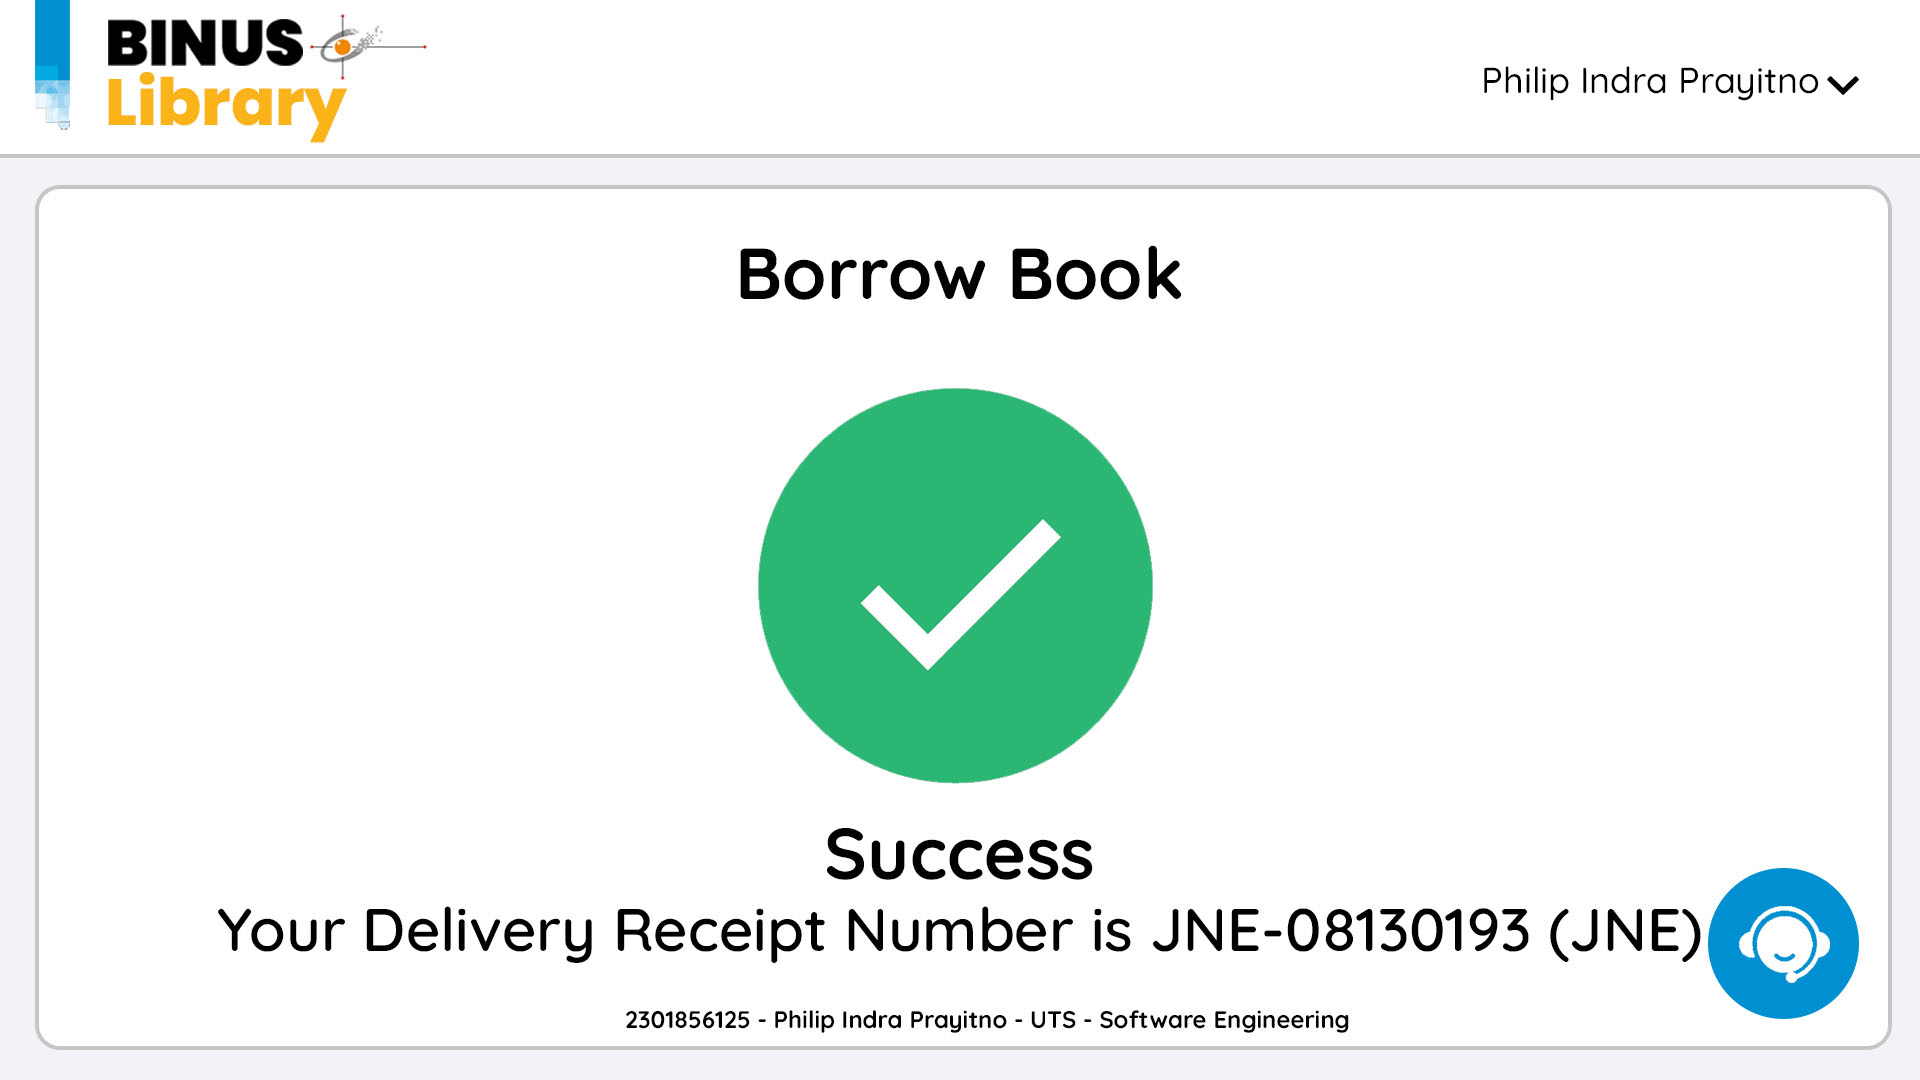 BINUS
Library
Philip Indra Prayitno
Borrow Book
Success
Your Delivery Receipt Number is JNE-08130193 (JNE)
2301856125 - Philip Indra Prayitno - UTS - Software Engineering